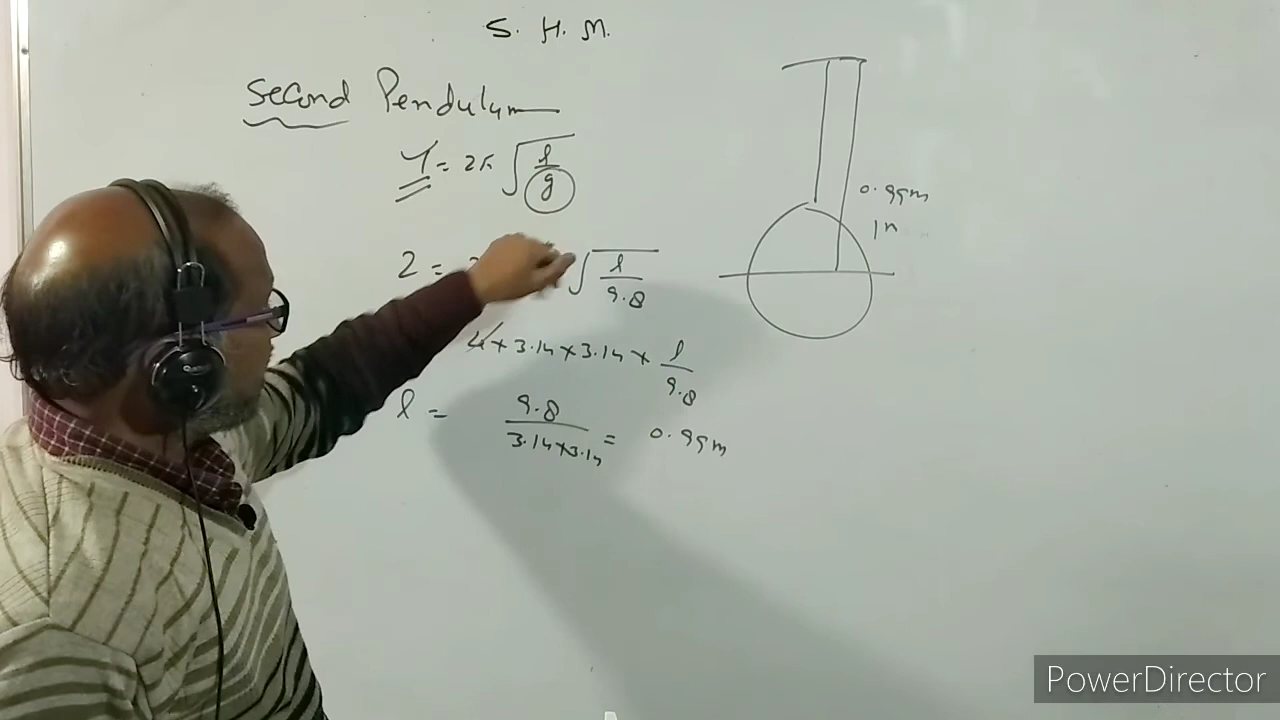 S. H. M.
Second Pendulum
T = 2π √ l / g
2 = √ l / 9.8
4 × 3.14 × 3.14 × l / 9.8
l = 9.8 / 3.14 × 3.14 = 0.99m
0.99m
PowerDirector